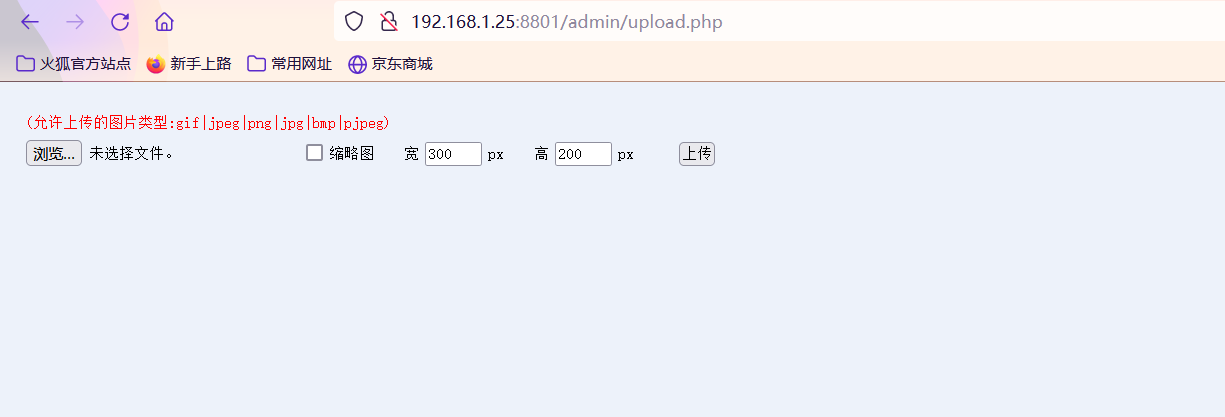 192.168.1.25:8801/admin/upload.php
火狐官方站点 新手上路 常用网址 京东商城
(允许上传的图片类型:gif|jpeg|png|jpg|bmp|pjpeg)
浏览... 未选择文件。 缩略图 宽 300 px 高 200 px 上传